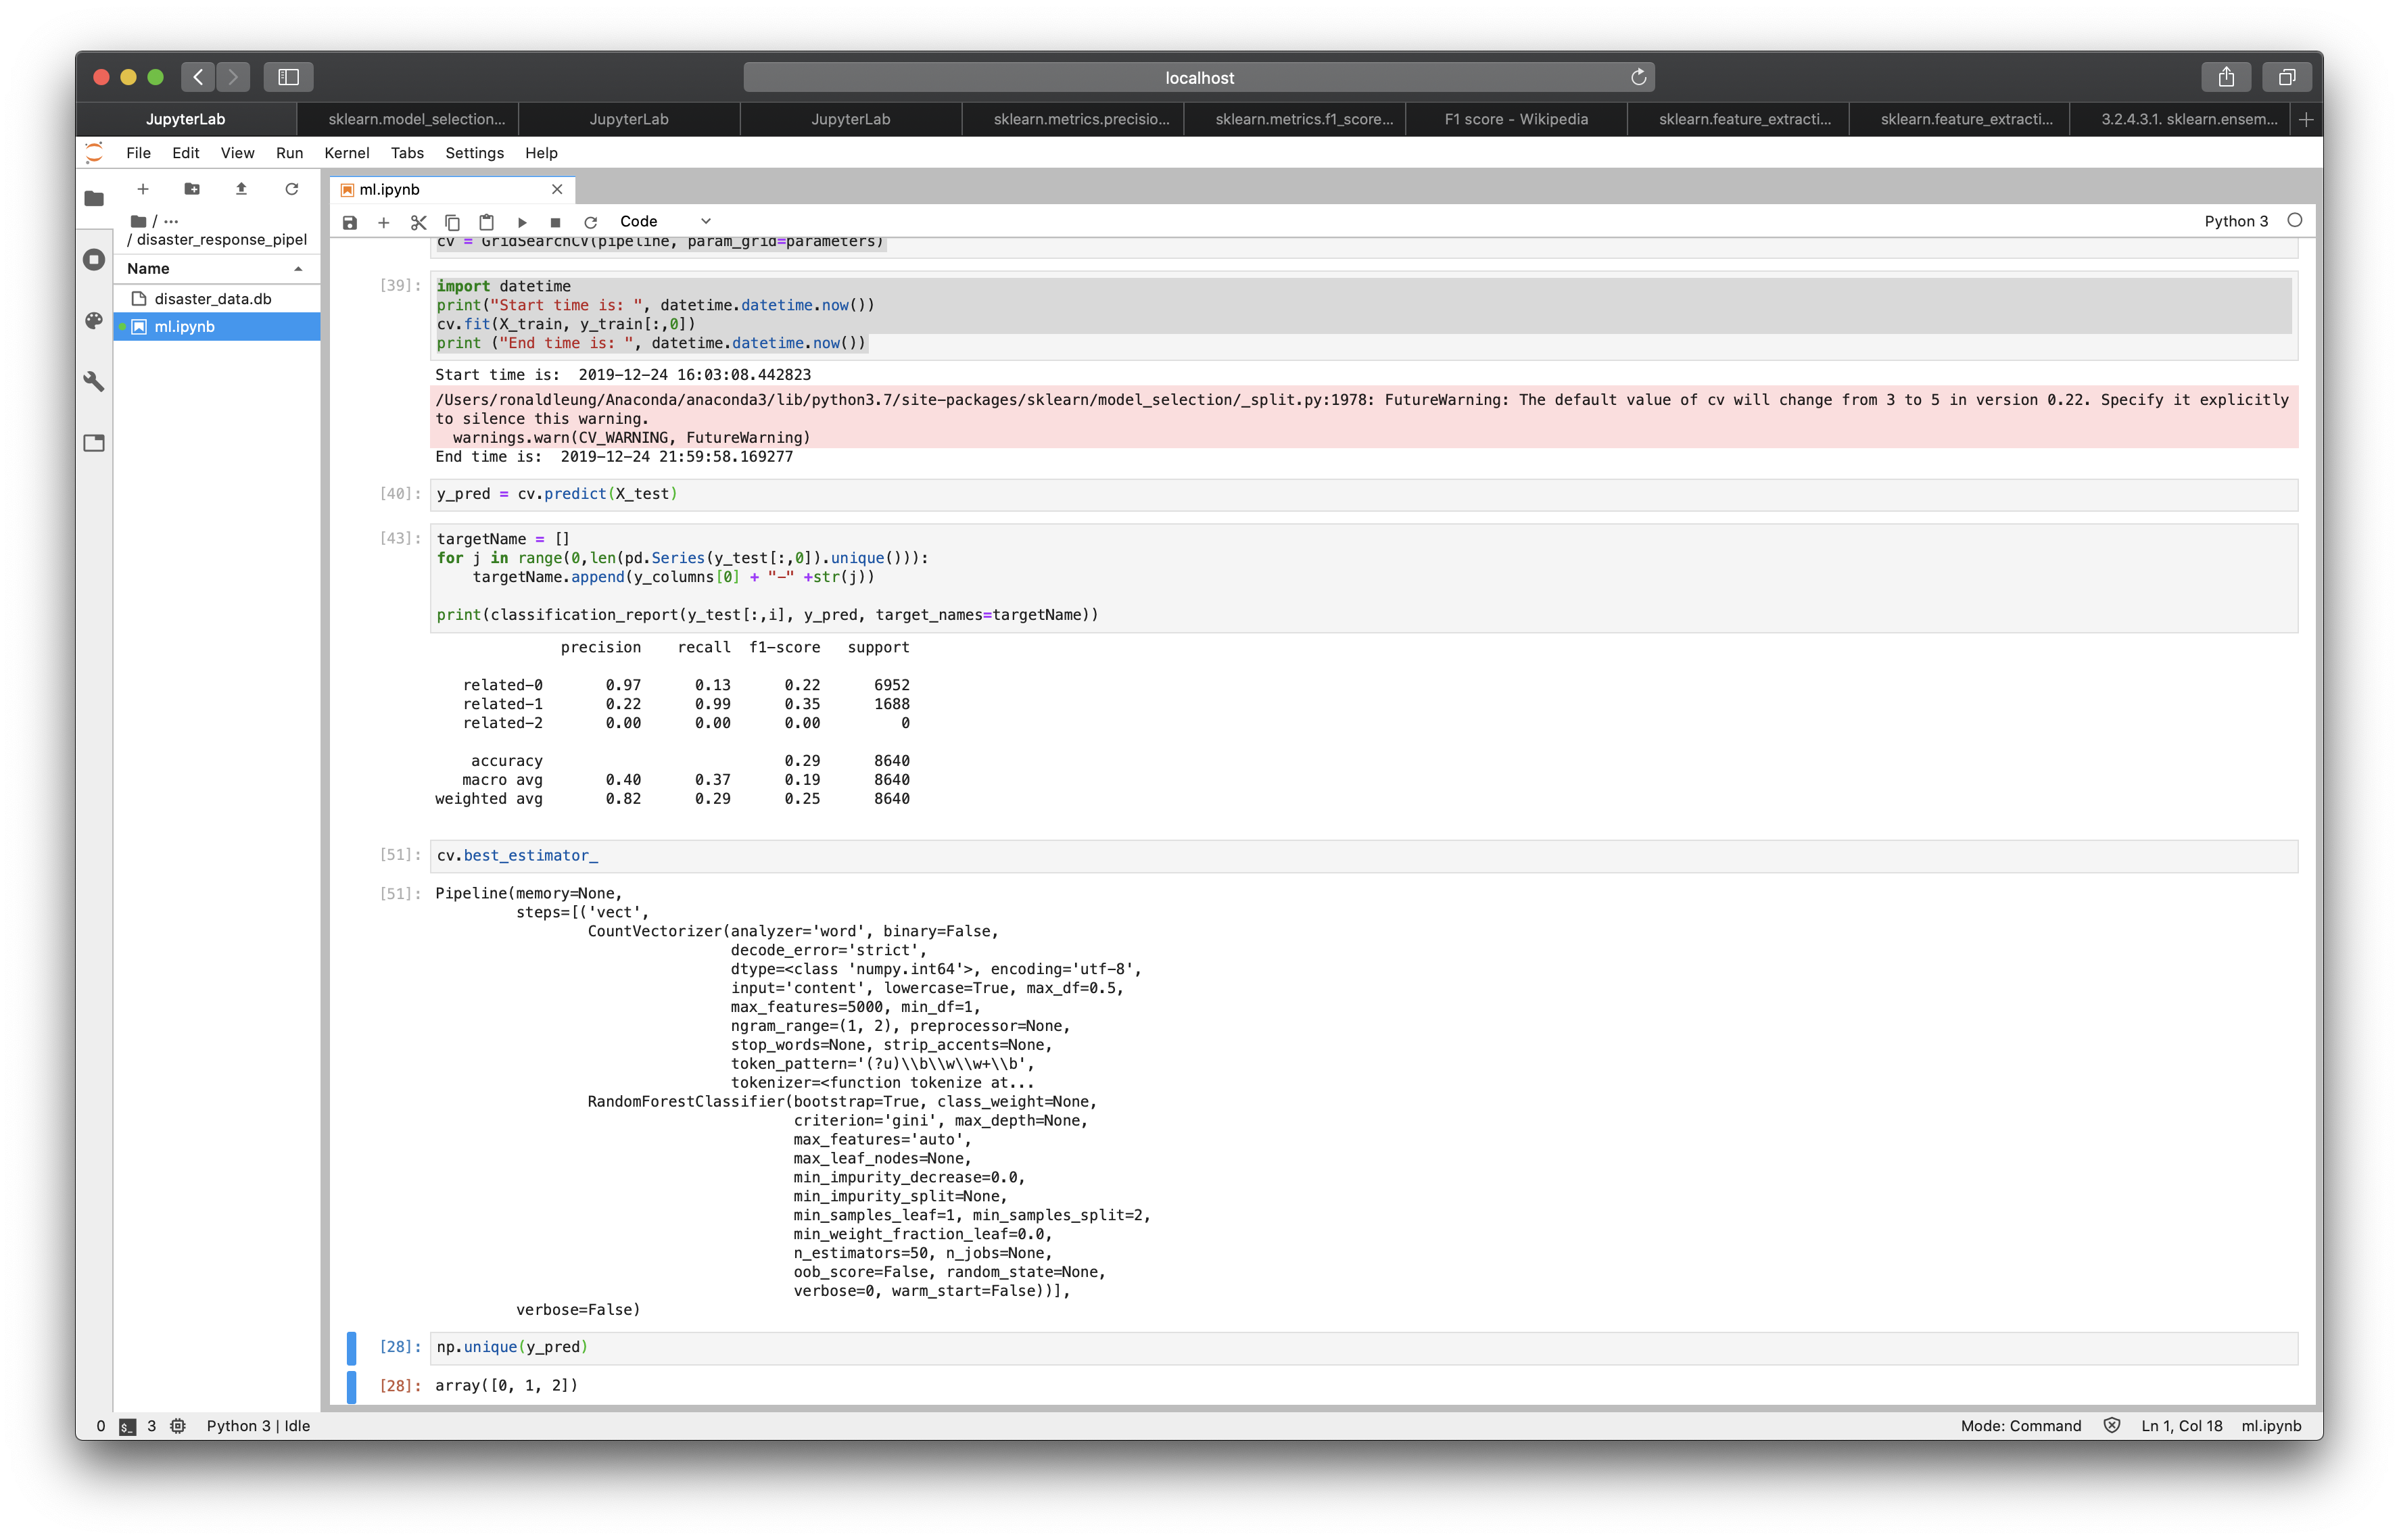 localhost
JupyterLab sklearn.model_selection... JupyterLab JupyterLab sklearn.metrics.precisio... sklearn.metrics.f1_score... F1 score - Wikipedia sklearn.feature_extracti... sklearn.feature_extracti... 3.2.4.3.1. sklearn.ensem...
File Edit View Run Kernel Tabs Settings Help
/ ...
/ disaster_response_pipel
Name
disaster_data.db
ml.ipynb
ml.ipynb
Code
Python 3
cv = GridSearchCV(pipeline, param_grid=parameters)
[39]: import datetime
print("Start time is: ", datetime.datetime.now())
cv.fit(X_train, y_train[:,0])
print ("End time is: ", datetime.datetime.now())
Start time is:  2019-12-24 16:03:08.442823
/Users/ronaldleung/Anaconda/anaconda3/lib/python3.7/site-packages/sklearn/model_selection/_split.py:1978: FutureWarning: The default value of cv will change from 3 to 5 in version 0.22. Specify it explicitly
to silence this warning.
  warnings.warn(CV_WARNING, FutureWarning)
End time is:  2019-12-24 21:59:58.169277
[40]: y_pred = cv.predict(X_test)
[43]: targetName = []
for j in range(0,len(pd.Series(y_test[:,0]).unique())):
    targetName.append(y_columns[0] + "-" +str(j))
print(classification_report(y_test[:,i], y_pred, target_names=targetName))
precision recall f1-score support
related-0 0.97 0.13 0.22 6952
related-1 0.22 0.99 0.35 1688
related-2 0.00 0.00 0.00 0
accuracy 0.29 8640
macro avg 0.40 0.37 0.19 8640
weighted avg 0.82 0.29 0.25 8640
[51]: cv.best_estimator_
[51]: Pipeline(memory=None,
steps=[('vect',
CountVectorizer(analyzer='word', binary=False,
decode_error='strict',
dtype=<class 'numpy.int64'>, encoding='utf-8',
input='content', lowercase=True, max_df=0.5,
max_features=5000, min_df=1,
ngram_range=(1, 2), preprocessor=None,
stop_words=None, strip_accents=None,
token_pattern='(?u)\\b\\w\\w+\\b',
tokenizer=<function tokenize at...
RandomForestClassifier(bootstrap=True, class_weight=None,
criterion='gini', max_depth=None,
max_features='auto',
max_leaf_nodes=None,
min_impurity_decrease=0.0,
min_impurity_split=None,
min_samples_leaf=1, min_samples_split=2,
min_weight_fraction_leaf=0.0,
n_estimators=50, n_jobs=None,
oob_score=False, random_state=None,
verbose=0, warm_start=False))],
verbose=False)
[28]: np.unique(y_pred)
[28]: array([0, 1, 2])
0 $_ 3 Python 3 | Idle
Mode: Command Ln 1, Col 18 ml.ipynb